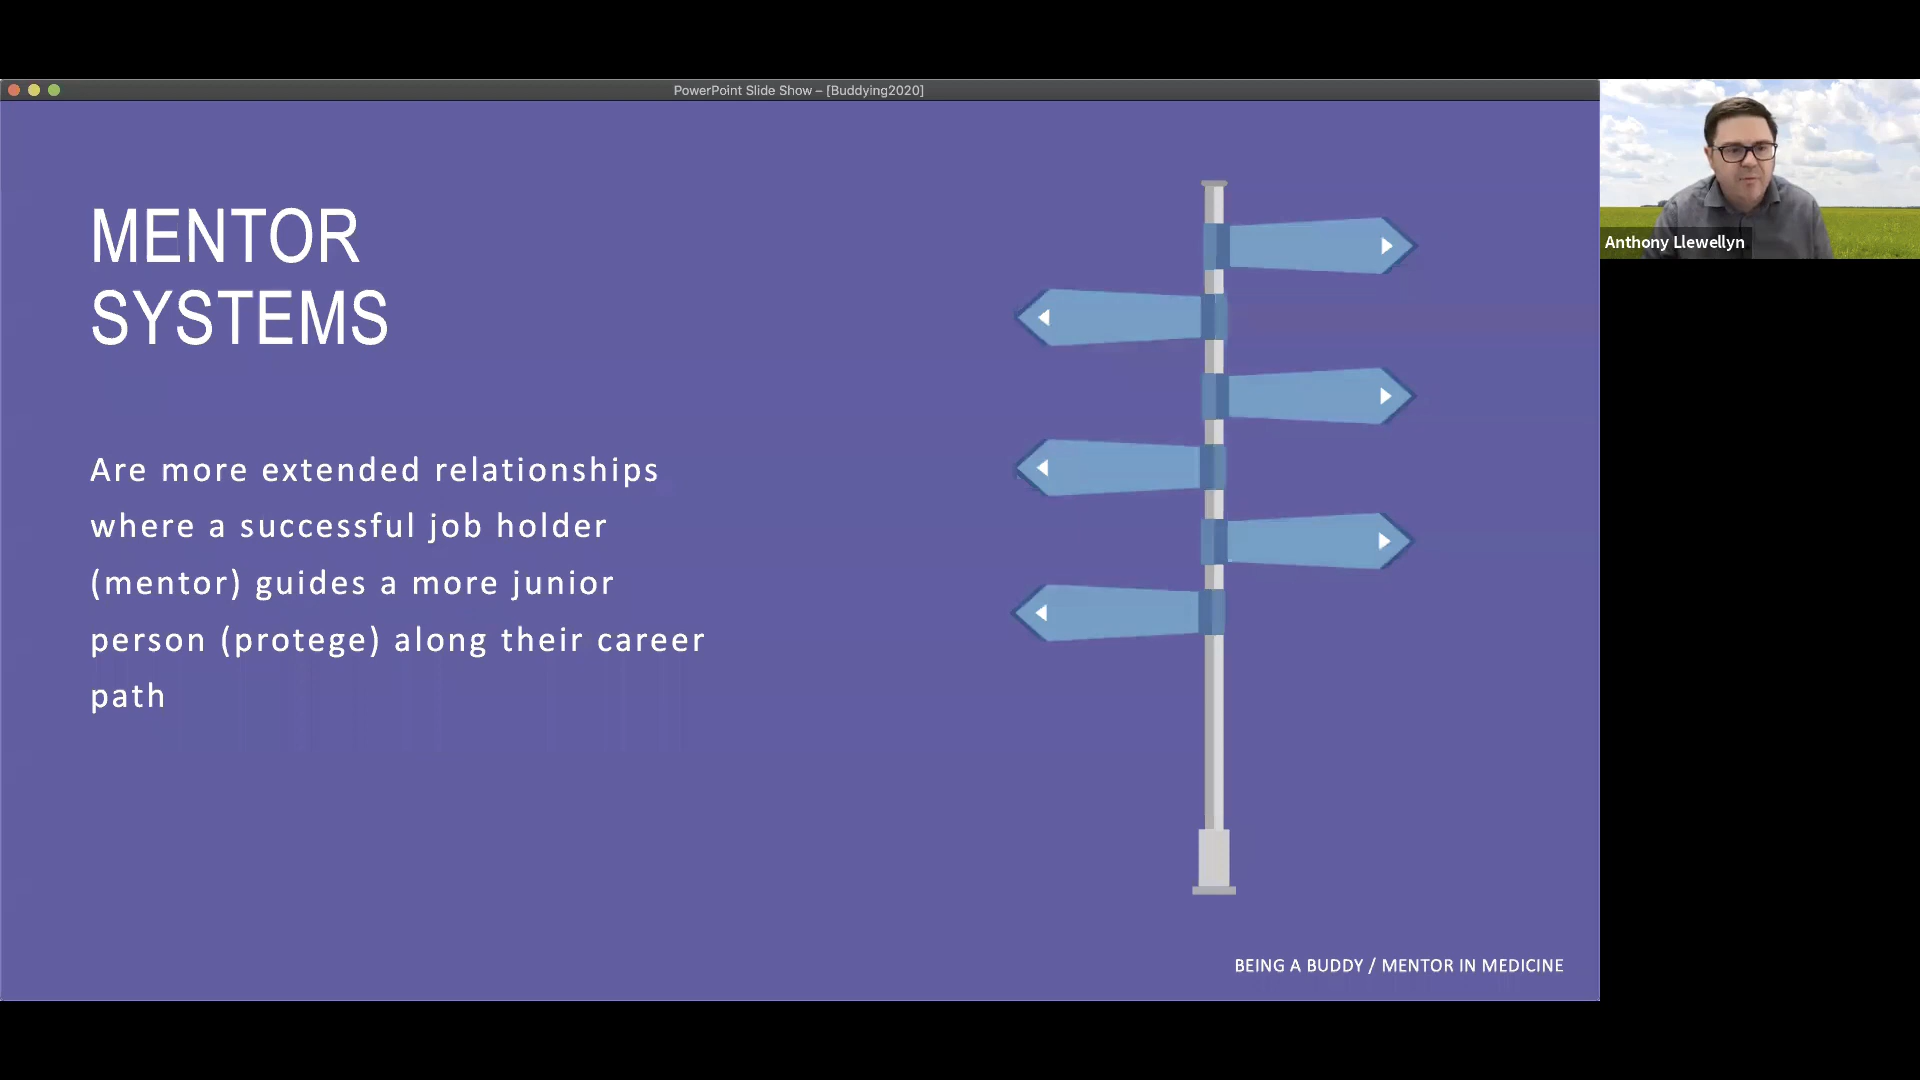 PowerPoint Slide Show – [Buddying2020]
MENTOR
SYSTEMS
Are more extended relationships
where a successful job holder
(mentor) guides a more junior
person (protege) along their career
path
BEING A BUDDY / MENTOR IN MEDICINE
Anthony Llewellyn